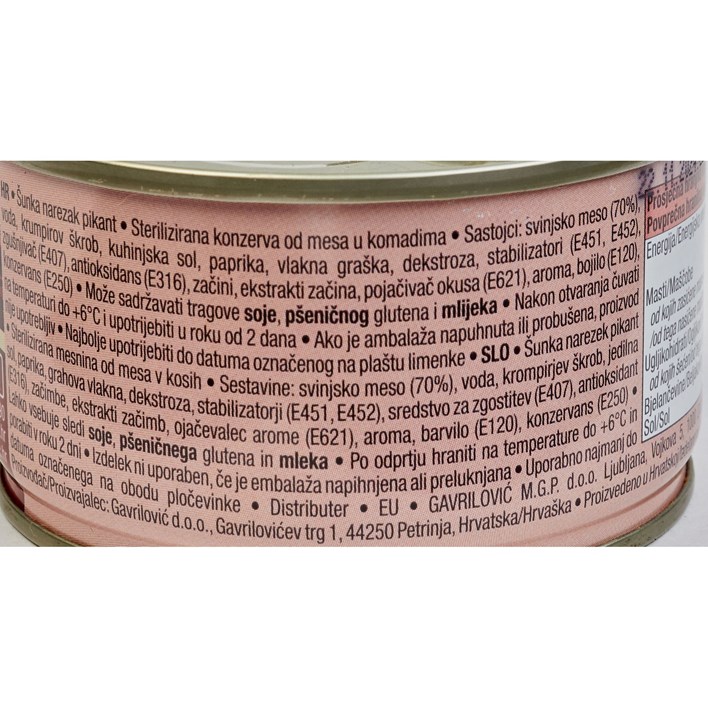 HR • Šunka narezak pikant • Sterilizirana konzerva od mesa u komadima • Sastojci: svinjsko meso (70%),
voda, krumpirov škrob, kuhinjska sol, paprika, vlakna graška, dekstroza, stabilizatori (E451, E452),
zgušnjivač (E407), antioksidans (E316), začini, ekstrakti začina, pojačivač okusa (E621), aroma, bojilo (E120),
konzervans (E250) • Može sadržavati tragove soje, pšeničnog glutena i mlijeka • Nakon otvaranja čuvati
na temperaturi do +6°C i upotrijebiti u roku od 2 dana • Ako je ambalaža napuhnuta ili probušena, proizvod
nije upotrebljiv • Najbolje upotrijebiti do datuma označenog na plaštu limenke • SLO • Šunka narezek pikant
• Sterilizirana mesnina od mesa v kosih • Sestavine: svinjsko meso (70%), voda, krompirjev škrob, jedilna
sol, paprika, grahova vlakna, dekstroza, stabilizatorji (E451, E452), sredstvo za zgostitev (E407), antioksidant
(E316), začimbe, ekstrakti začimb, ojačevalec arome (E621), aroma, barvilo (E120), konzervans (E250) •
lahko vsebuje sledi soje, pšeničnega glutena in mleka • Po odprtju hraniti na temperature do +6°C in
uporabiti v roku 2 dni • Izdelek ni uporaben, če je embalaža napihnjena ali preluknjana • Uporabno najmanj do
datuma označenega na obodu pločevinke • Distributer • EU • GAVRILOVIĆ M.G.P. d.o.o. Ljubljana, Vojkova 5,
Proizvođač/Proizvajalec: Gavrilović d.o.o., Gavrilovićev trg 1, 44250 Petrinja, Hrvatska/Hrvaška • Proizvedeno u Hrvatskoj
22 11
Povprečna
Energija/
Masti/Maščobe
od kojih
/od tega
Ugljikohidrati
od kojih
Bjelančevine/
Sol/Sol